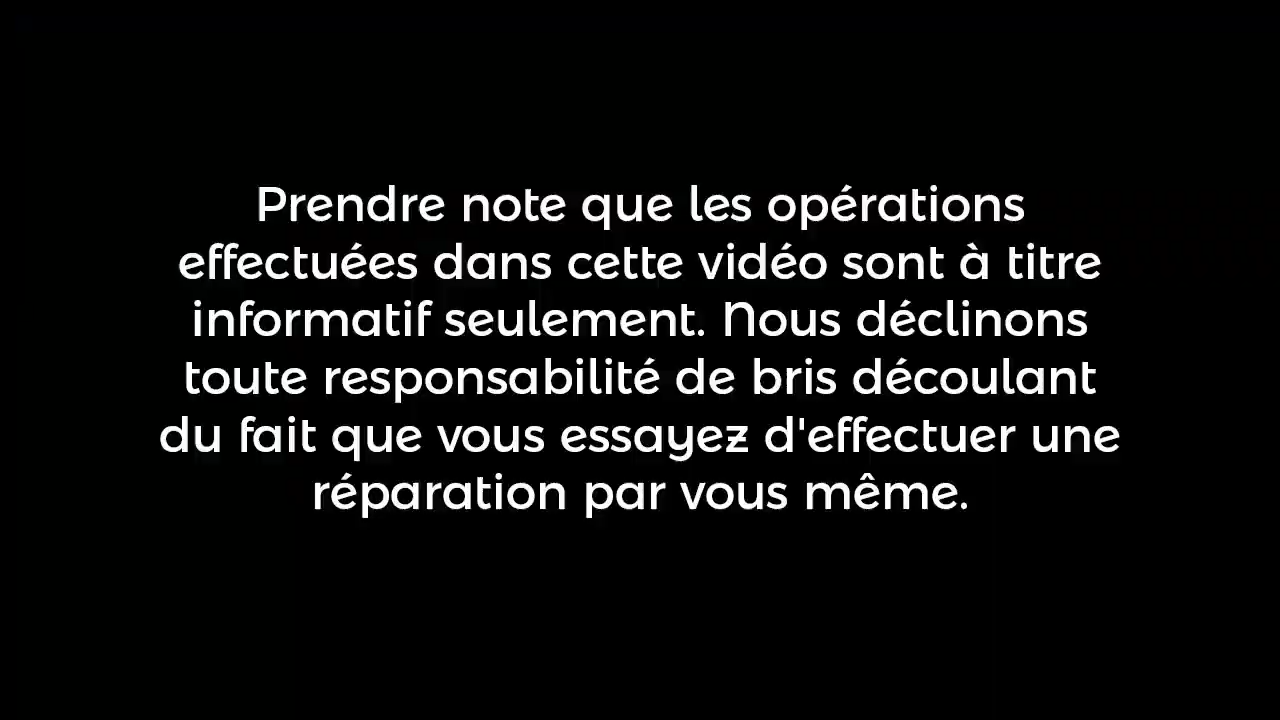 Prendre note que les opérations
effectuées dans cette vidéo sont à titre
informatif seulement. Nous déclinons
toute responsabilité de bris découlant
du fait que vous essayez d'effectuer une
réparation par vous même.